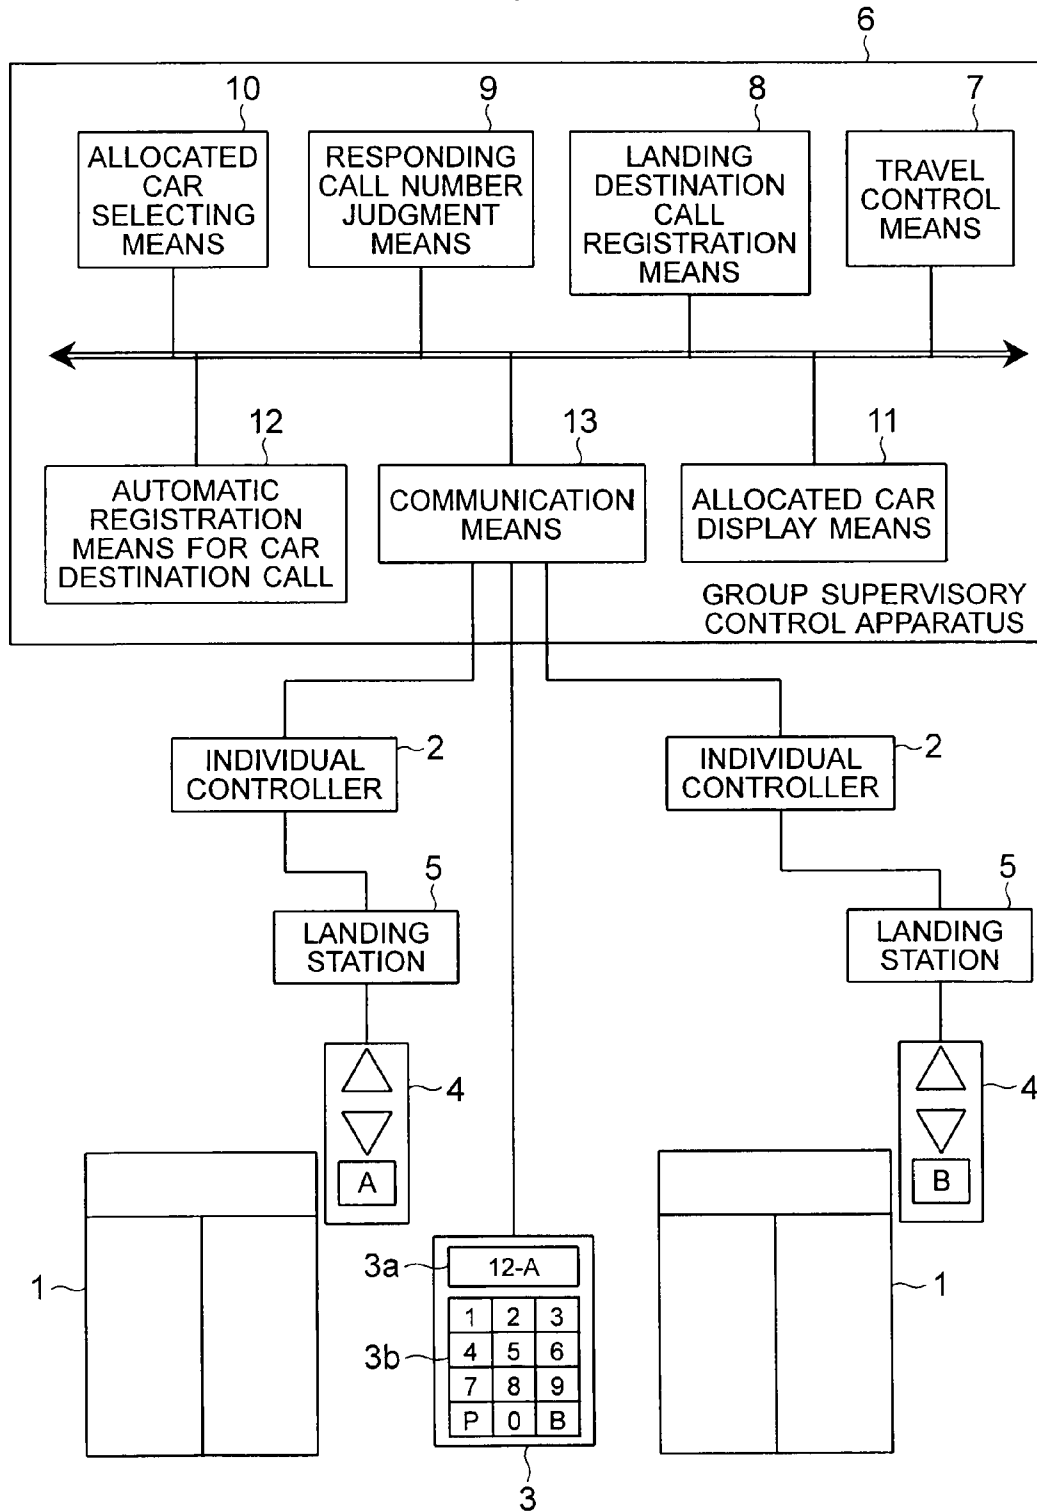 6
10
9
8
7
ALLOCATED
CAR
SELECTING
MEANS
RESPONDING
CALL NUMBER
JUDGMENT
MEANS
LANDING
DESTINATION
CALL
REGISTRATION
MEANS
TRAVEL
CONTROL
MEANS
12
13
11
AUTOMATIC
REGISTRATION
MEANS FOR CAR
DESTINATION CALL
COMMUNICATION
MEANS
ALLOCATED CAR
DISPLAY MEANS
GROUP SUPERVISORY
CONTROL APPARATUS
INDIVIDUAL
CONTROLLER
2
INDIVIDUAL
CONTROLLER
2
5
LANDING
STATION
5
LANDING
STATION
4
A
4
B
1
3a
12-A
3b
1 2 3
4 5 6
7 8 9
P 0 B
3
1